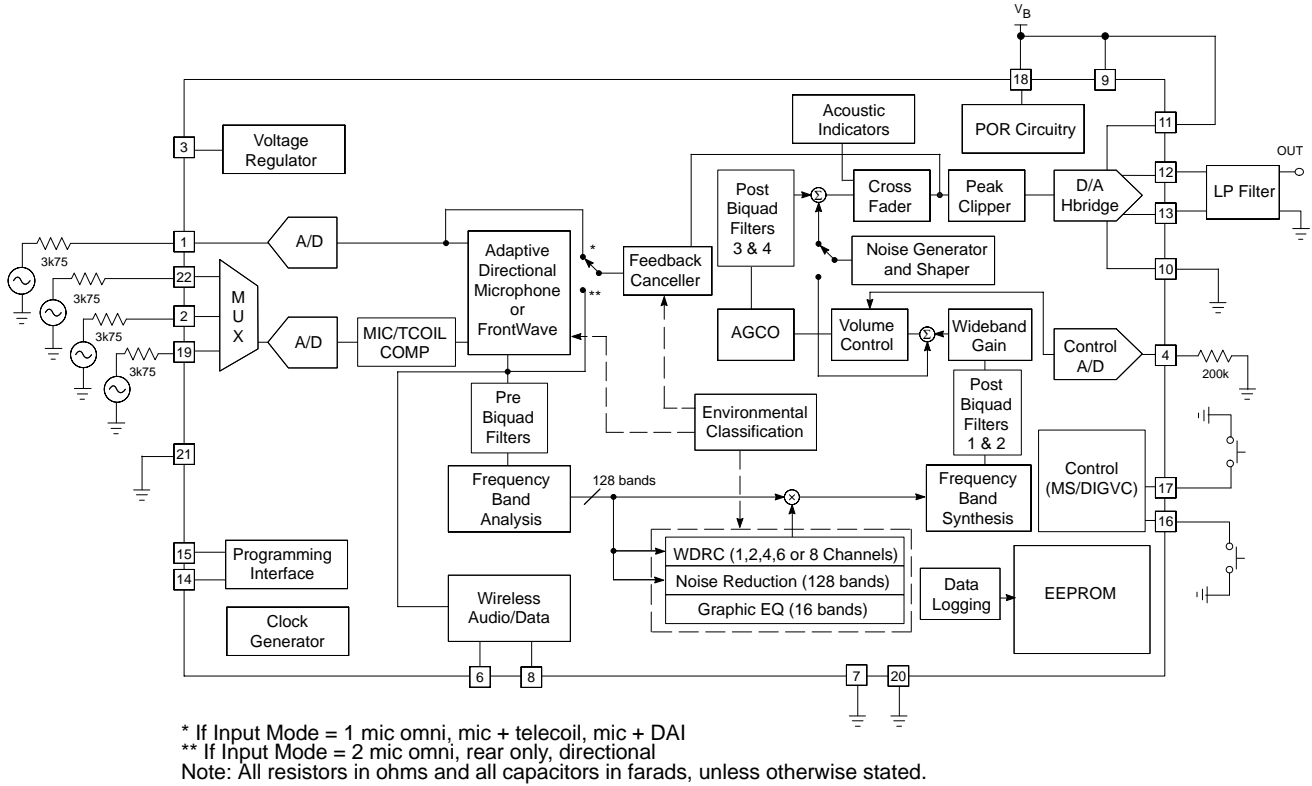 VB
18
9
Acoustic
Indicators
POR Circuitry
11
3
Voltage
Regulator
OUT
12
Post
Biquad
Filters
3 & 4
Σ
Cross
Fader
Peak
Clipper
D/A
Hbridge
LP Filter
13
1
A/D
3k75
Adaptive
Directional
Microphone
or
FrontWave
*
**
Feedback
Canceller
Noise Generator
and Shaper
10
22
3k75
MUX
2
3k75
A/D
MIC/TCOIL
COMP
AGCO
Volume
Control
Σ
Wideband
Gain
Control
A/D
4
200k
19
3k75
Pre
Biquad
Filters
Environmental
Classification
Post
Biquad
Filters
1 & 2
21
Frequency
Band
Analysis
128 bands
×
Frequency
Band
Synthesis
Control
(MS/DIGVC)
17
16
15
14
Programming
Interface
WDRC (1,2,4,6 or 8 Channels)
Noise Reduction (128 bands)
Graphic EQ (16 bands)
Data
Logging
EEPROM
Clock
Generator
Wireless
Audio/Data
6
8
7
20
* If Input Mode = 1 mic omni, mic + telecoil, mic + DAI
** If Input Mode = 2 mic omni, rear only, directional
Note: All resistors in ohms and all capacitors in farads, unless otherwise stated.